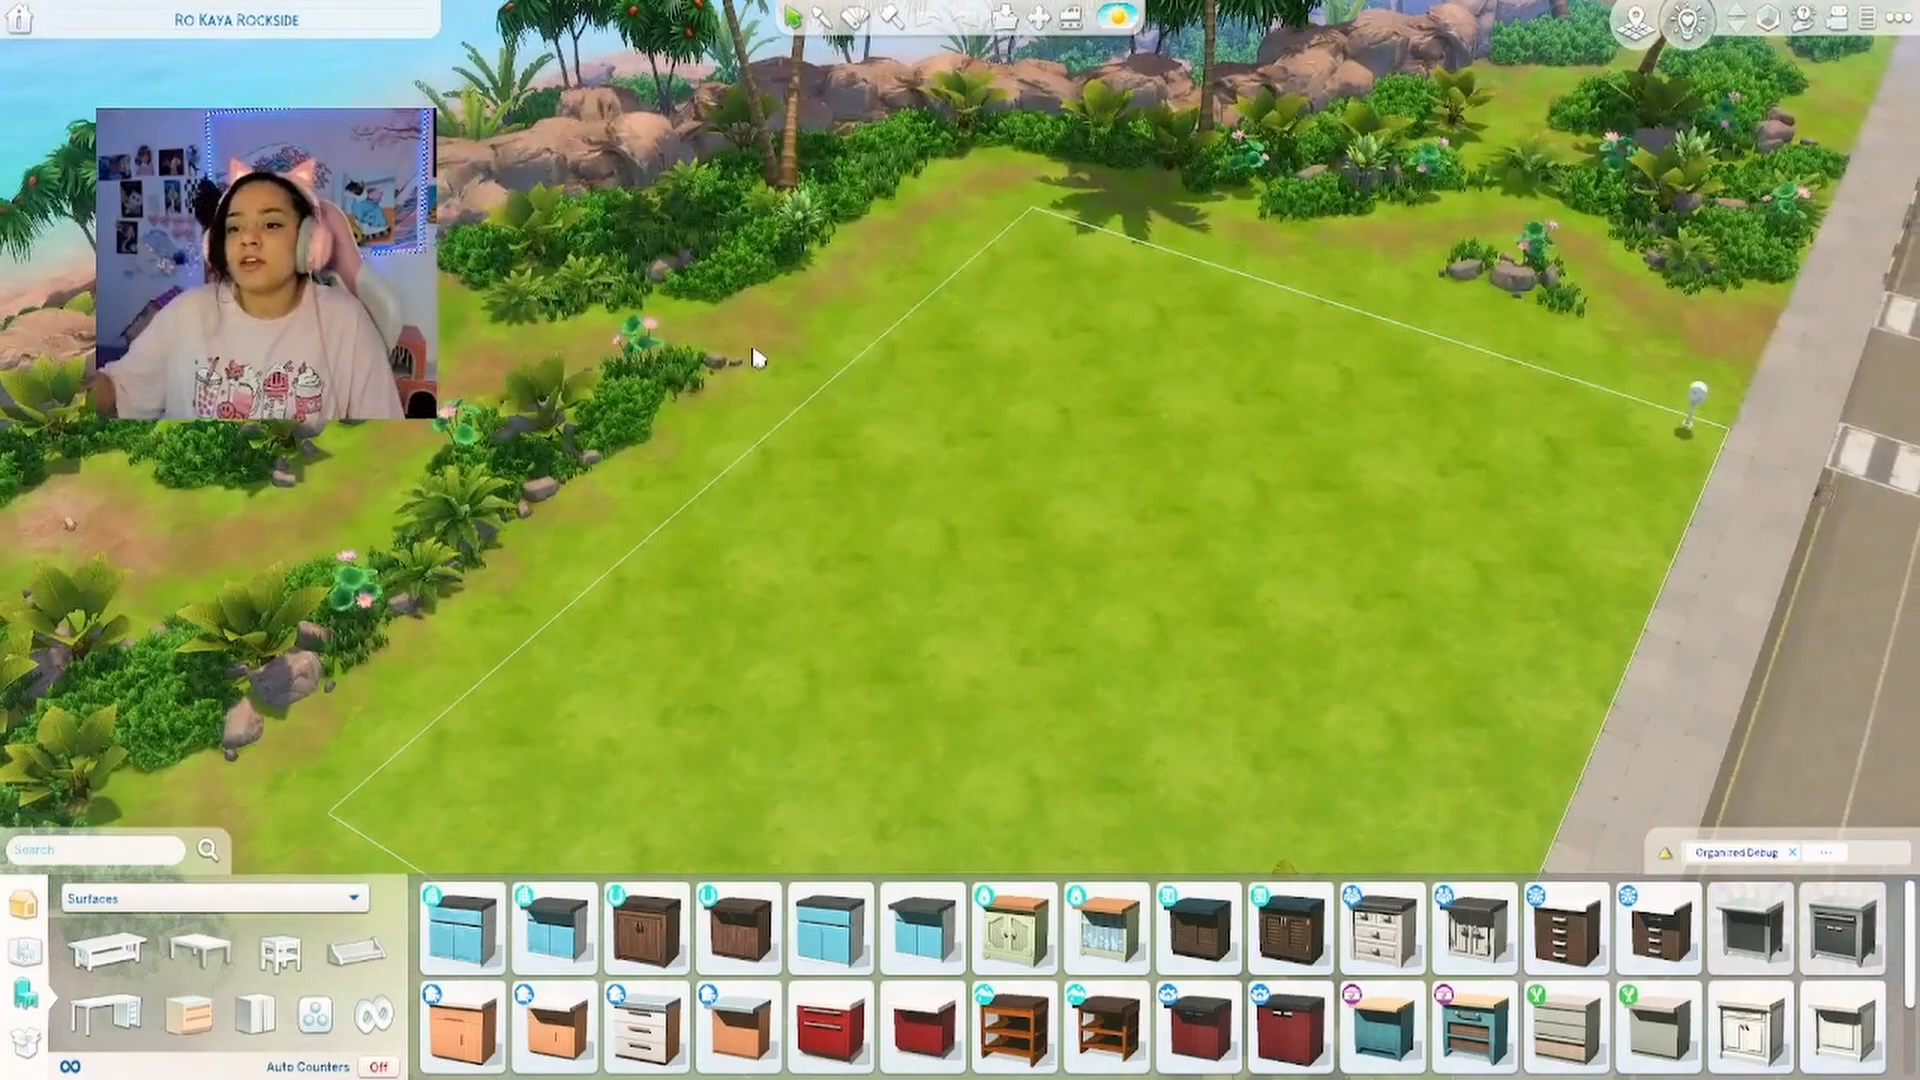 Ro Kaya Rockside
Search
Organized Debug
Surfaces
Auto Counters Off